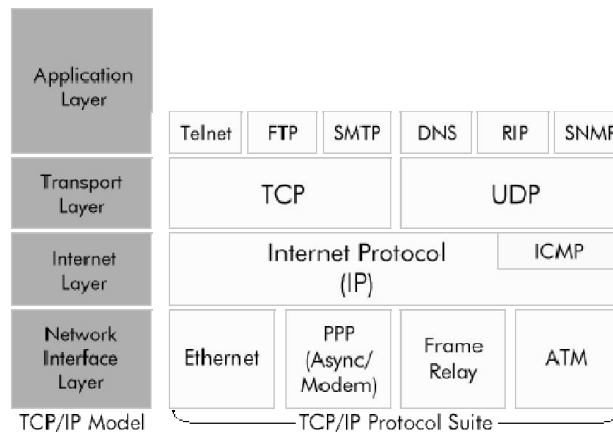 Application
Layer
Telnet
FTP
SMTP
DNS
RIP
SNMP
Transport
Layer
TCP
UDP
Internet
Layer
Internet Protocol
(IP)
ICMP
Network
Interface
Layer
Ethernet
PPP
(Async/
Modem)
Frame
Relay
ATM
TCP/IP Model
TCP/IP Protocol Suite